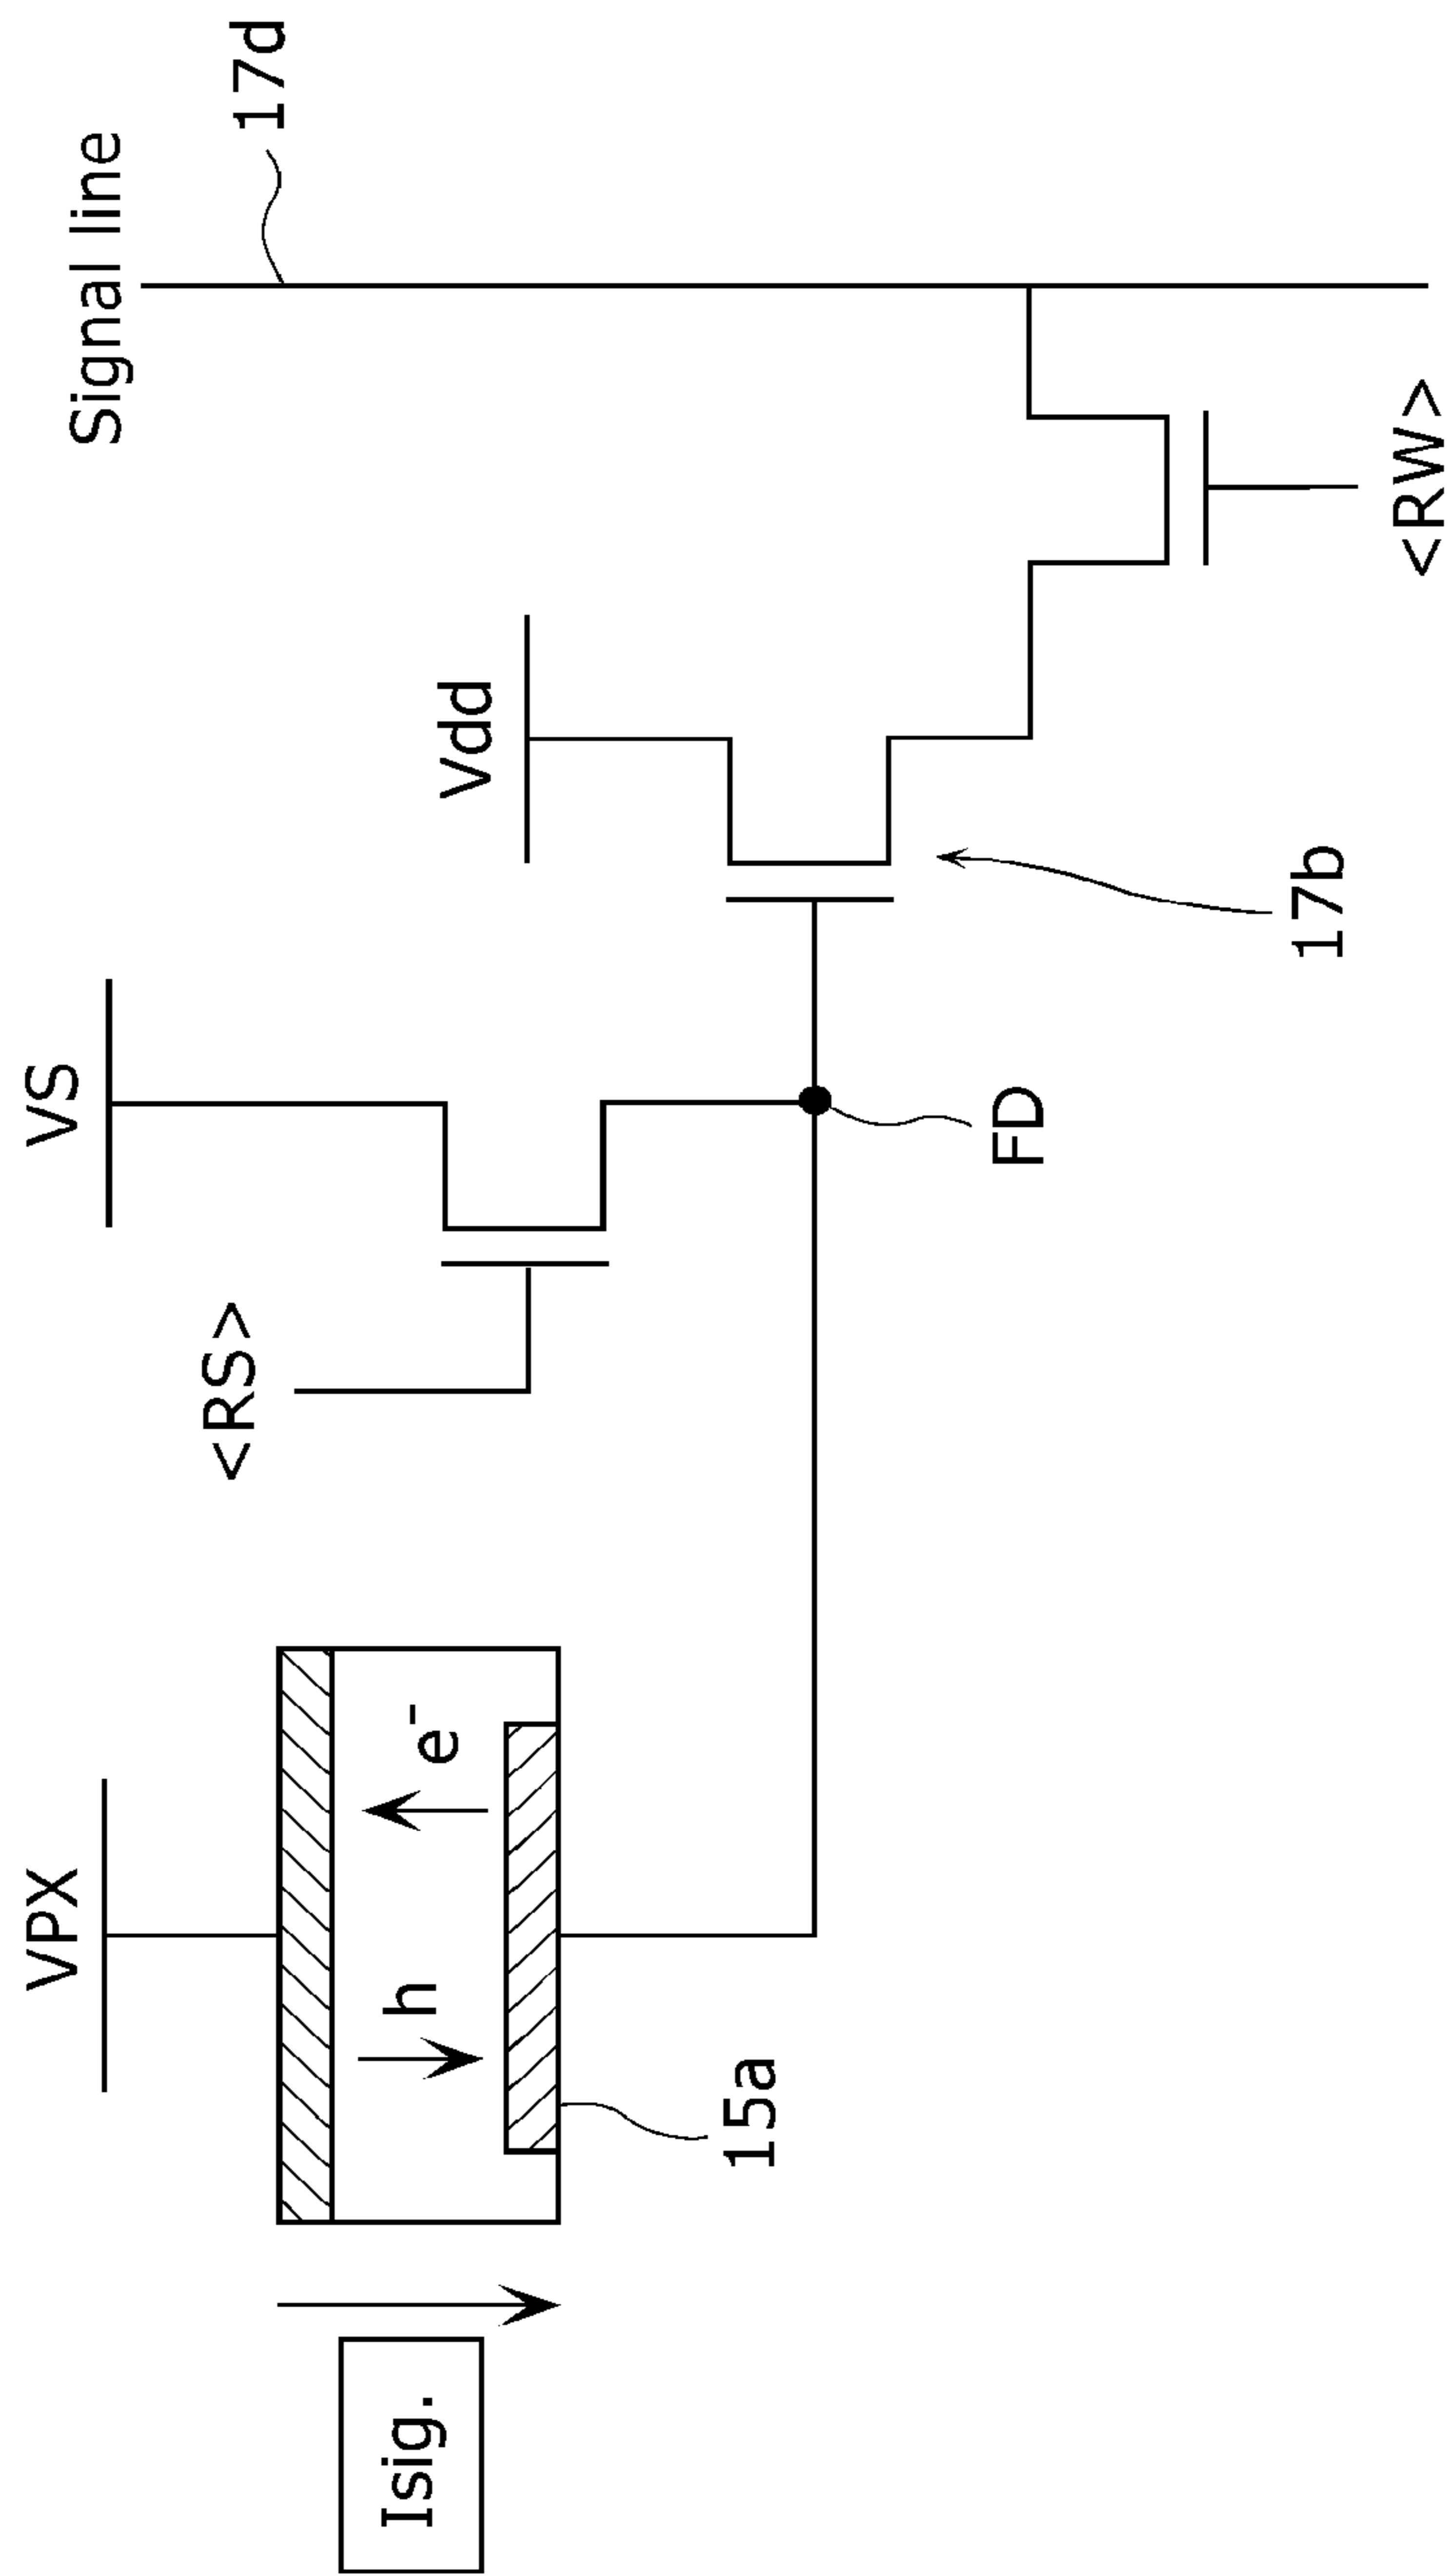 VPX
VS
Signal line
<RS>
17d
Isig.
h
e⁻
Vdd
15a
FD
17b
<RW>